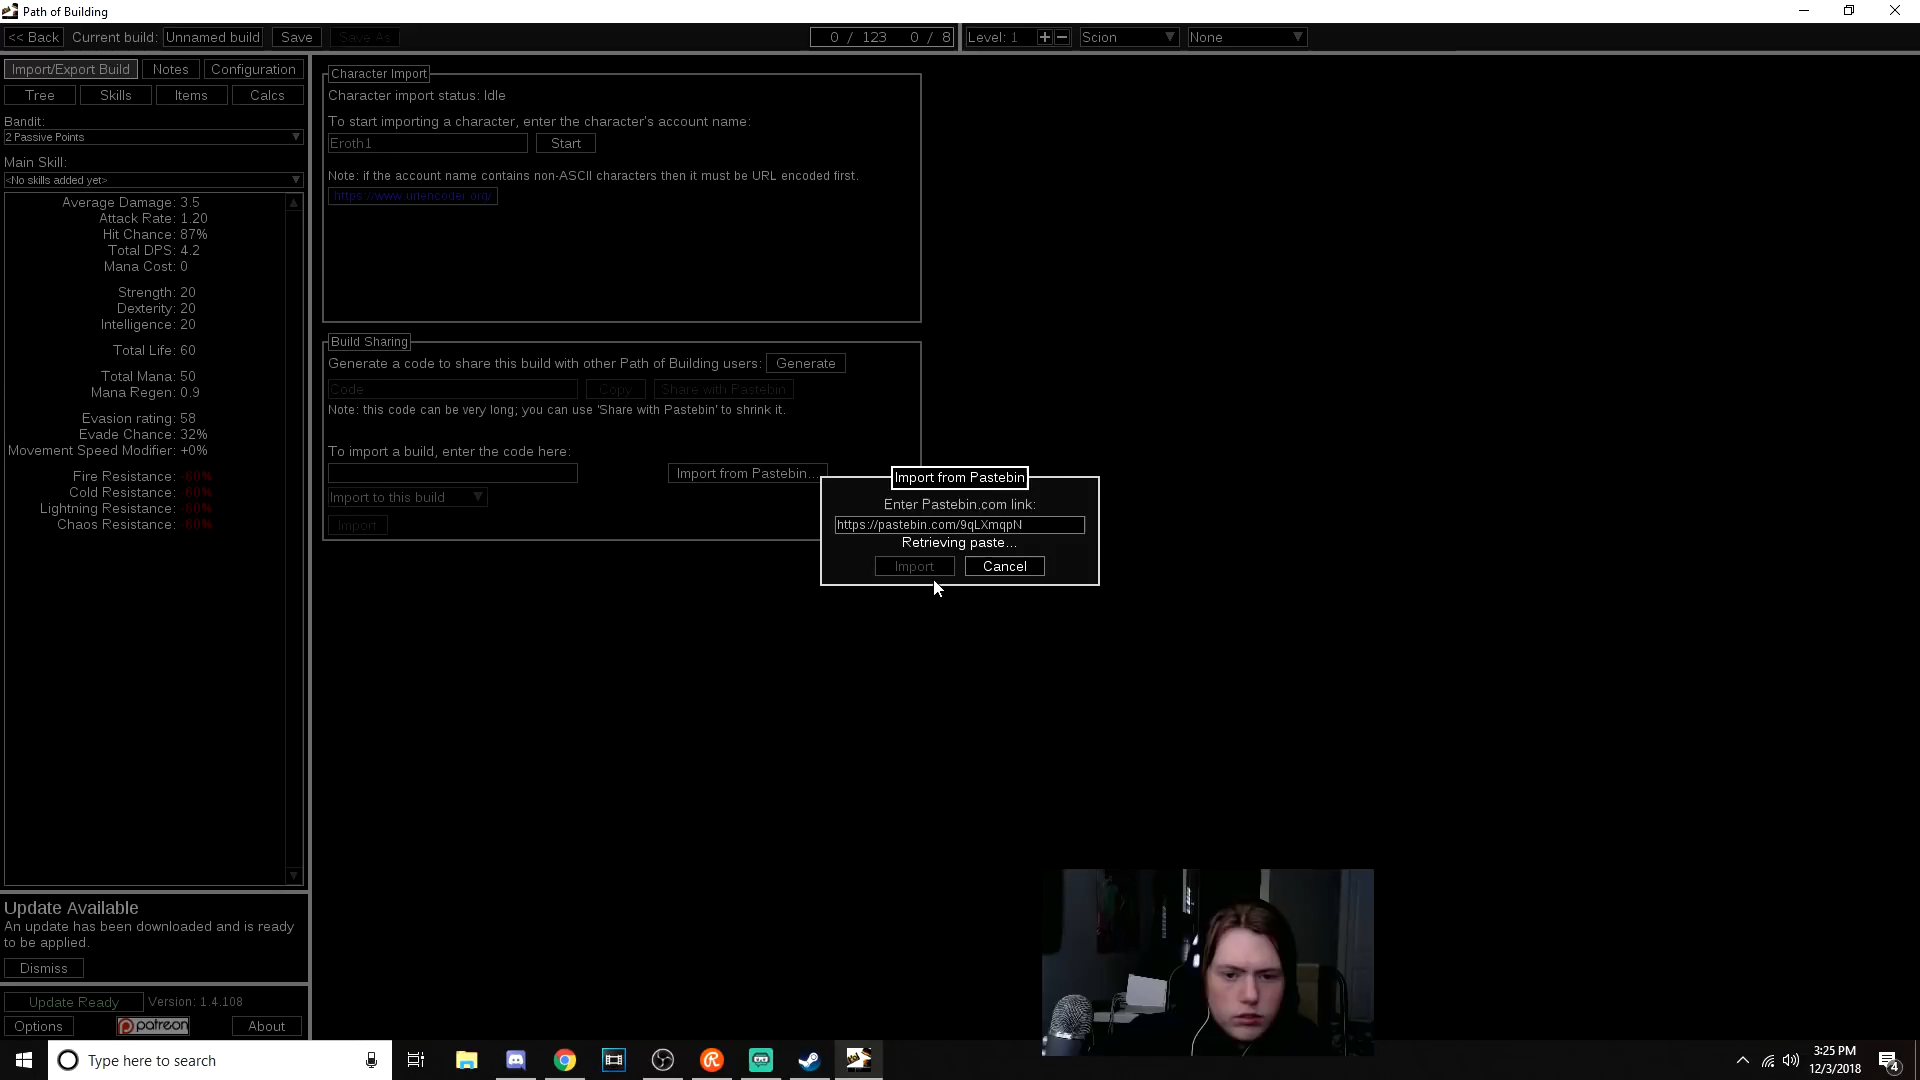 Path of Building
<< Back Current build: Unnamed build Save Save As 0 / 123 0 / 8 Level: 1 + - Scion None
Import/Export Build Notes Configuration
Tree Skills Items Calcs
Bandit:
2 Passive Points
Main Skill:
<No skills added yet>
Average Damage: 3.5
Attack Rate: 1.20
Hit Chance: 87%
Total DPS: 4.2
Mana Cost: 0
Strength: 20
Dexterity: 20
Intelligence: 20
Total Life: 60
Total Mana: 50
Mana Regen: 0.9
Evasion rating: 58
Evade Chance: 32%
Movement Speed Modifier: +0%
Fire Resistance: -60%
Cold Resistance: -60%
Lightning Resistance: -60%
Chaos Resistance: -60%
Update Available
An update has been downloaded and is ready
to be applied.
Dismiss
Update Ready Version: 1.4.108
Options patreon About
Character Import
Character import status: Idle
To start importing a character, enter the character's account name:
Eroth1 Start
Note: if the account name contains non-ASCII characters then it must be URL encoded first.
https://www.urlencoder.org/
Build Sharing
Generate a code to share this build with other Path of Building users: Generate
Code Copy Share with Pastebin
Note: this code can be very long; you can use 'Share with Pastebin' to shrink it.
To import a build, enter the code here:
Import from Pastebin...
Import to this build
Import
Import from Pastebin
Enter Pastebin.com link:
https://pastebin.com/9qLXmqpN
Retrieving paste...
Import Cancel
Type here to search
3:25 PM
12/3/2018
4